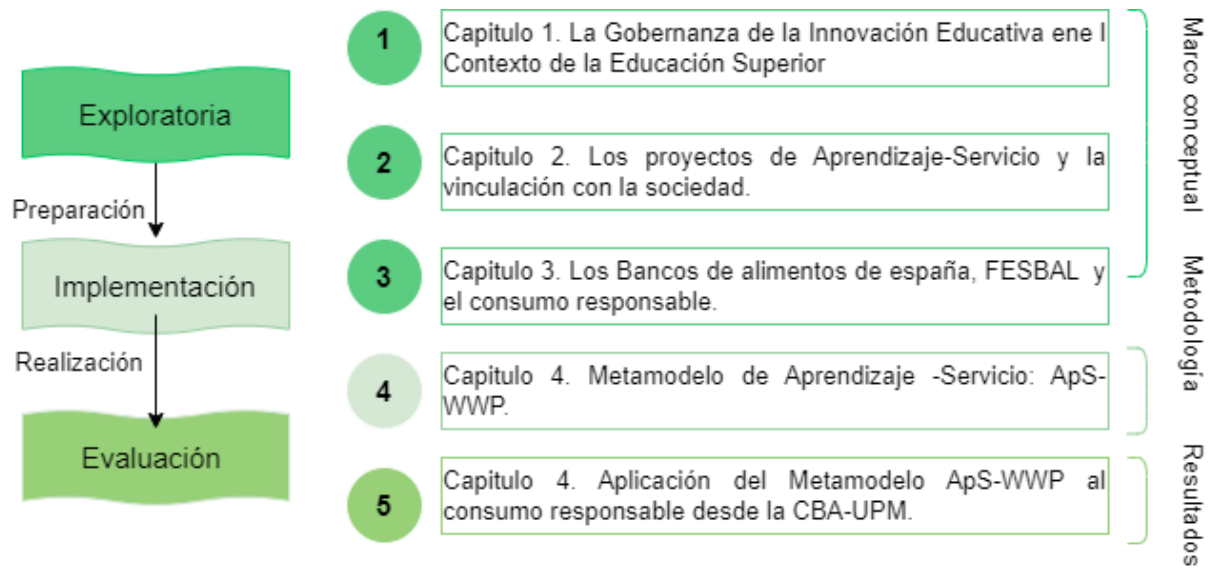 Exploratoria
Preparación
Implementación
Realización
Evaluación
1
Capitulo 1. La Gobernanza de la Innovación Educativa ene l
Contexto de la Educación Superior
2
Capitulo 2. Los proyectos de Aprendizaje-Servicio y la
vinculación con la sociedad.
3
Capitulo 3. Los Bancos de alimentos de españa, FESBAL y
el consumo responsable.
4
Capitulo 4. Metamodelo de Aprendizaje -Servicio: ApS-
WWP.
5
Capitulo 4. Aplicación del Metamodelo ApS-WWP al
consumo responsable desde la CBA-UPM.
Marco conceptual
Metodología
Resultados